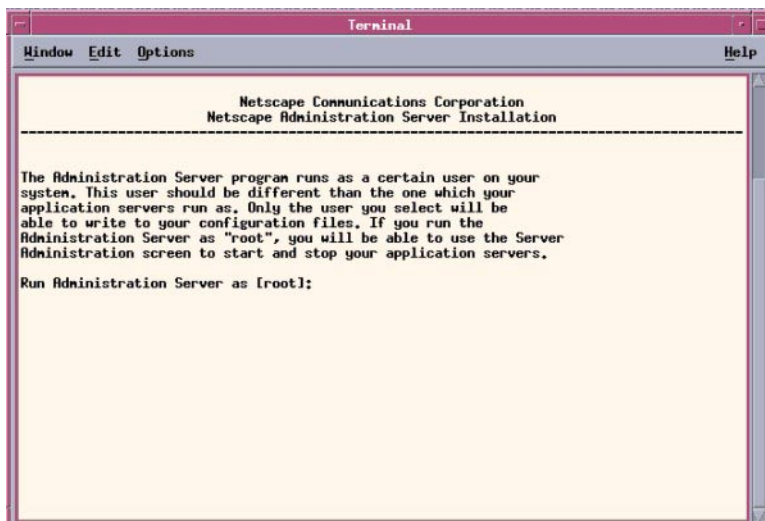 Terminal
Window Edit Options Help
Netscape Communications Corporation
Netscape Administration Server Installation
The Administration Server program runs as a certain user on your
system. This user should be different than the one which your
application servers run as. Only the user you select will be
able to write to your configuration files. If you run the
Administration Server as "root", you will be able to use the Server
Administration screen to start and stop your application servers.
Run Administration Server as [root]: